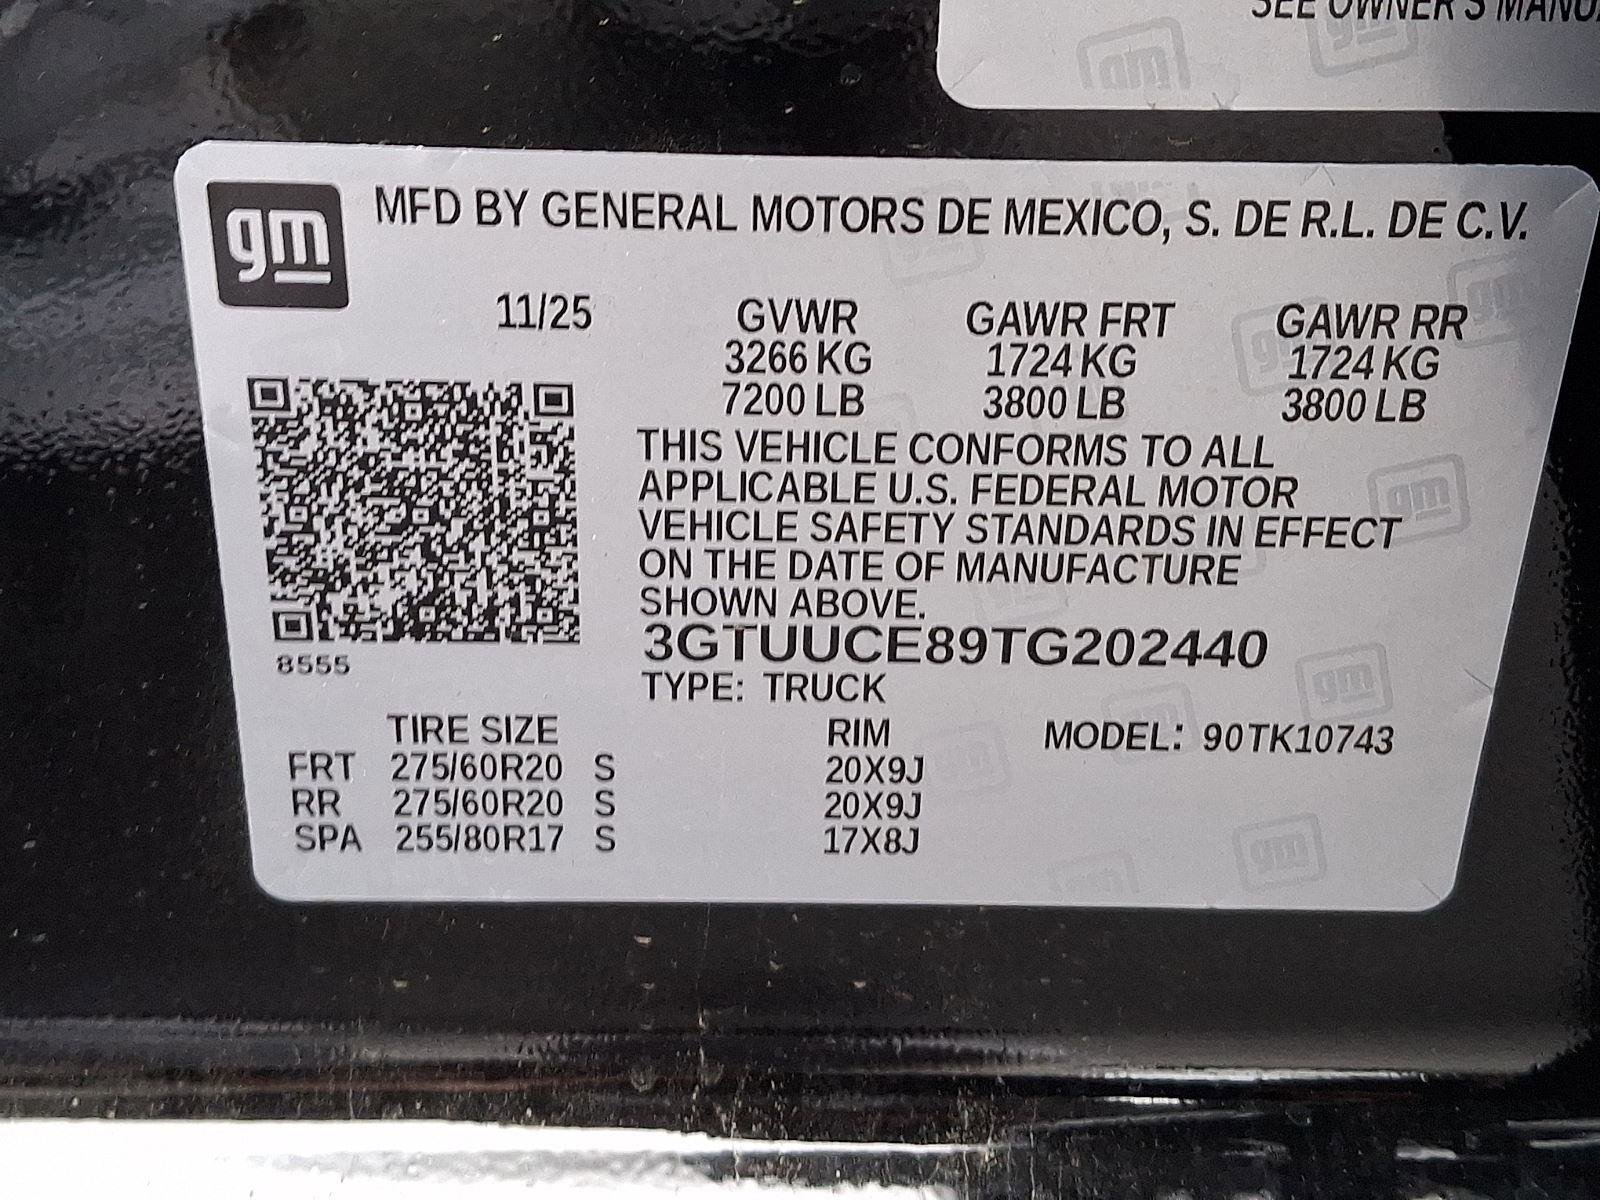 SEE OWNER'S MANU
gm
MFD BY GENERAL MOTORS DE MEXICO, S. DE R.L. DE C.V.
11/25 GVWR GAWR FRT GAWR RR
3266 KG 1724 KG 1724 KG
7200 LB 3800 LB 3800 LB
THIS VEHICLE CONFORMS TO ALL
APPLICABLE U.S. FEDERAL MOTOR
VEHICLE SAFETY STANDARDS IN EFFECT
ON THE DATE OF MANUFACTURE
SHOWN ABOVE.
3GTUUCE89TG202440
8555
TYPE: TRUCK
TIRE SIZE RIM MODEL: 90TK10743
FRT 275/60R20 S 20X9J
RR 275/60R20 S 20X9J
SPA 255/80R17 S 17X8J